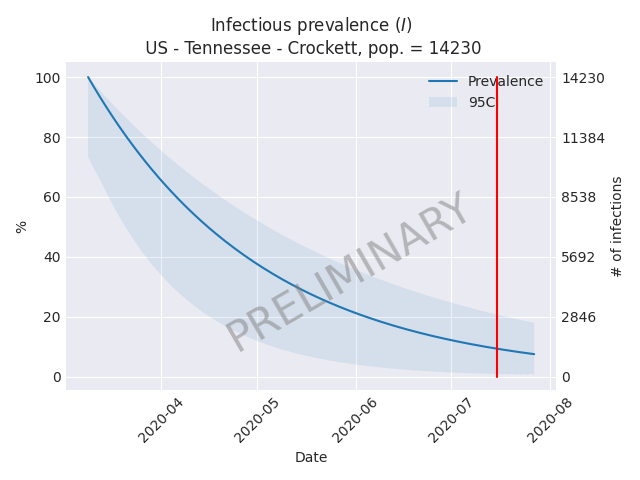 Infectious prevalence (I)
US - Tennessee - Crockett, pop. = 14230
Prevalence
95C
100
80
60
40
20
0
%
14230
11384
8538
5692
2846
0
# of infections
PRELIMINARY
2020-04
2020-05
2020-06
2020-07
2020-08
Date